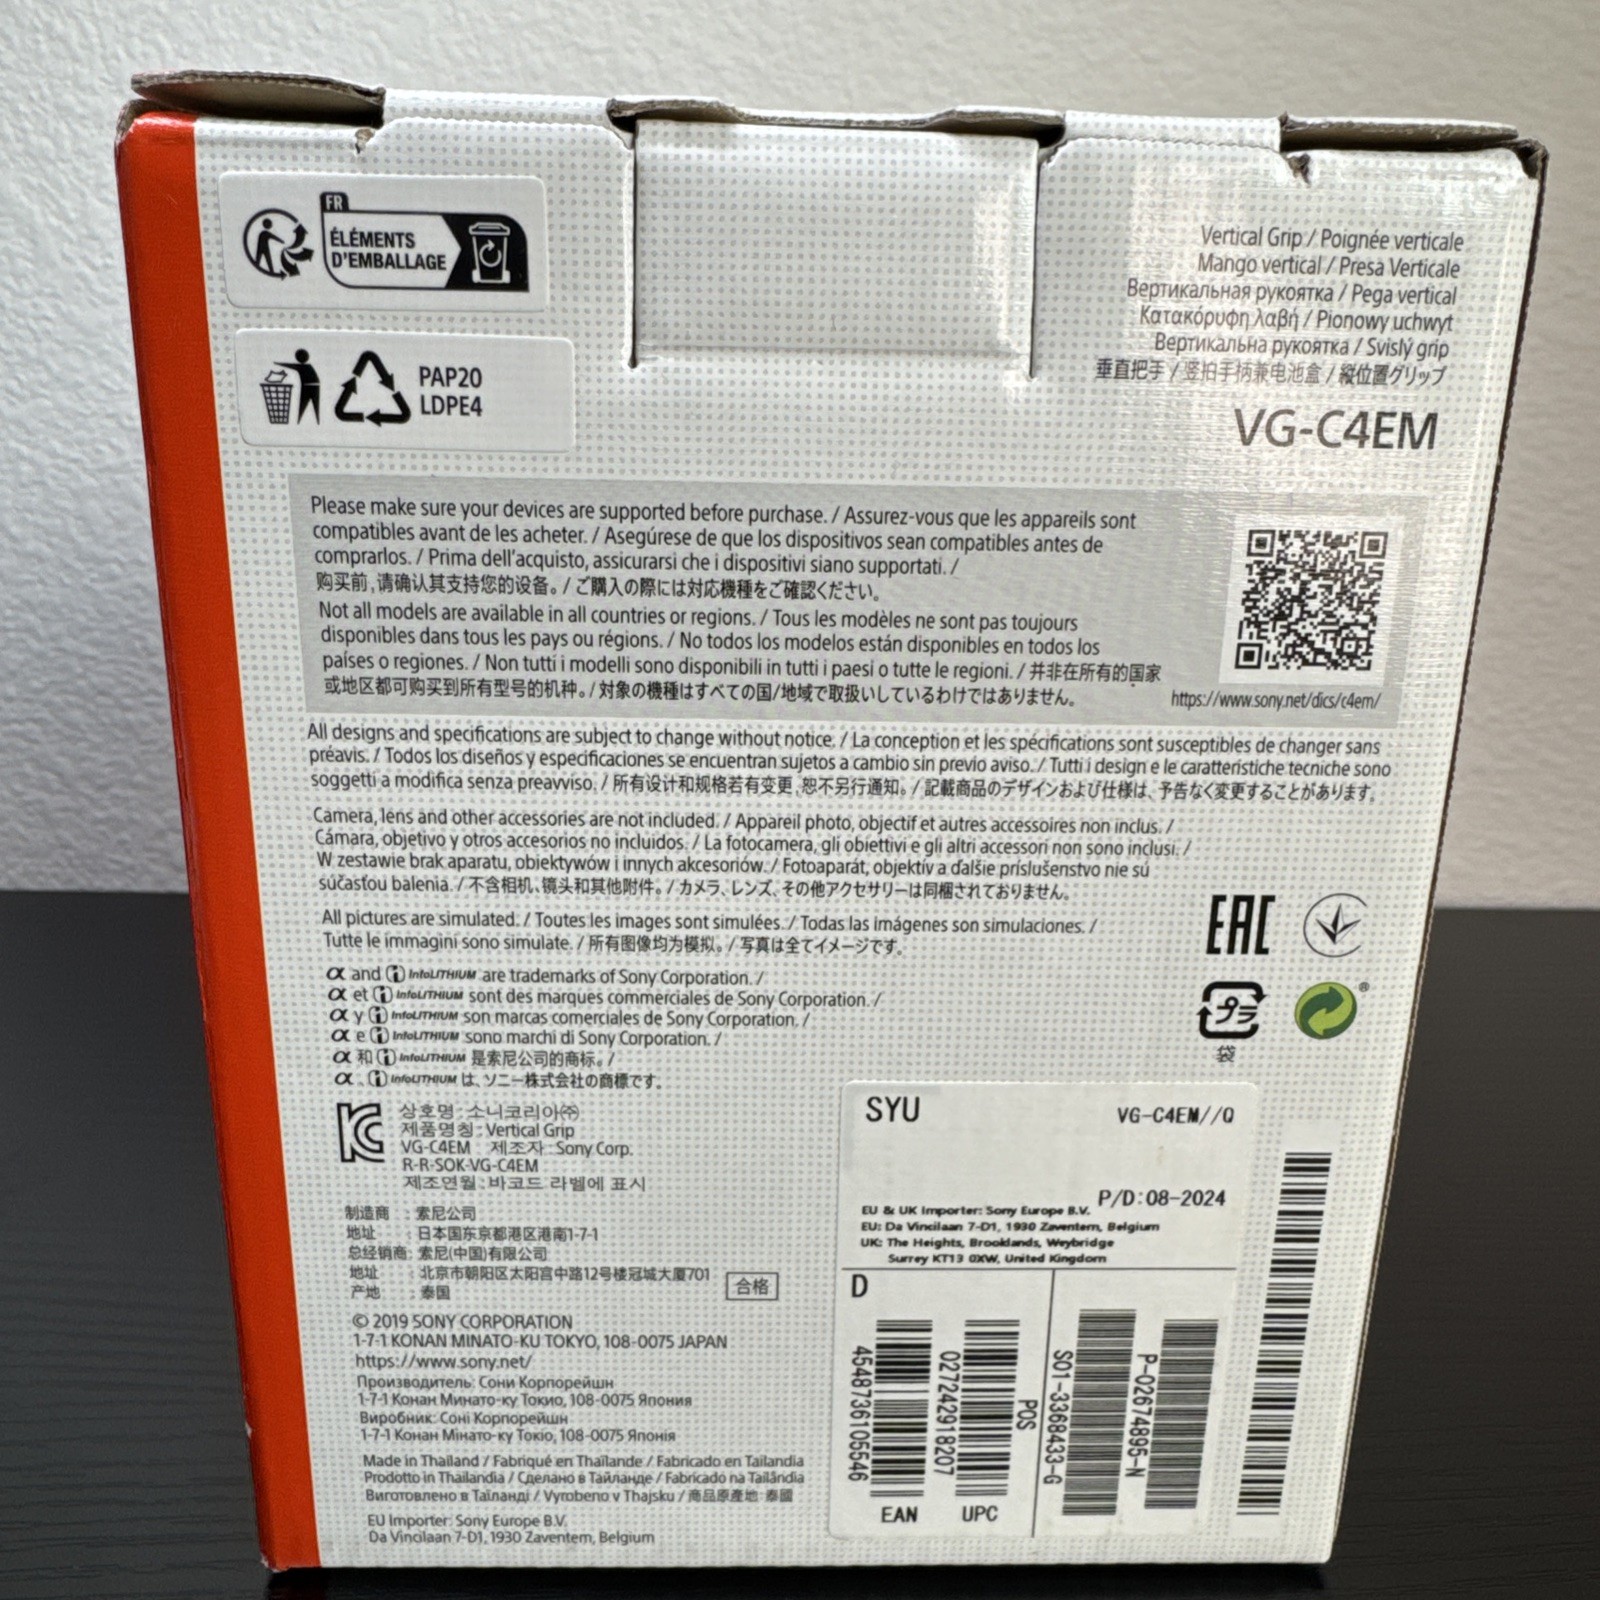 FR
ÉLÉMENTS
D'EMBALLAGE
PAP20
LDPE4
Vertical Grip / Poignée verticale
Mango vertical / Presa Verticale
Вертикальная рукоятка / Pega vertical
Κατακόρυφη λαβή / Pionowy uchwyt
Вертикальна рукоятка / Svislý grip
垂直把手 / 竖拍手柄兼电池盒 / 縦位置グリップ
VG-C4EM
Please make sure your devices are supported before purchase. / Assurez-vous que les appareils sont
compatibles avant de les acheter. / Asegúrese de que los dispositivos sean compatibles antes de
comprarlos. / Prima dell'acquisto, assicurarsi che i dispositivi siano supportati. /
购买前,请确认其支持您的设备。/ ご購入の際には対応機種をご確認ください。
Not all models are available in all countries or regions. / Tous les modèles ne sont pas toujours
disponibles dans tous les pays ou régions. / No todos los modelos están disponibles en todos los
países o regiones. / Non tutti i modelli sono disponibili in tutti i paesi o tutte le regioni. / 并非在所有的国家
或地区都可购买到所有型号的机种。/ 対象の機種はすべての国/地域で取扱いしているわけではありません。
https://www.sony.net/dics/c4em/
All designs and specifications are subject to change without notice. / La conception et les spécifications sont susceptibles de changer sans
préavis. / Todos los diseños y especificaciones se encuentran sujetos a cambio sin previo aviso. / Tutti i design e le caratteristiche tecniche sono
soggetti a modifica senza preavviso. / 所有设计和规格若有变更,恕不另行通知。/ 記載商品のデザインおよび仕様は、予告なく変更することがあります。
Camera, lens and other accessories are not included. / Appareil photo, objectif et autres accessoires non inclus. /
Cámara, objetivo y otros accesorios no incluidos. / La fotocamera, gli obiettivi e gli altri accessori non sono inclusi. /
W zestawie brak aparatu, obiektywów i innych akcesoriów. / Fotoaparát, objektív a ďalšie príslušenstvo nie sú
súčasťou balenia. / 不含相机、镜头和其他附件。/ カメラ、レンズ、その他アクセサリーは同梱されておりません。
All pictures are simulated. / Toutes les images sont simulées. / Todas las imágenes son simulaciones. /
Tutte le immagini sono simulate. / 所有图像均为模拟。/ 写真は全てイメージです。
α and InfoLITHIUM are trademarks of Sony Corporation. /
α et InfoLITHIUM sont des marques commerciales de Sony Corporation. /
α y InfoLITHIUM son marcas comerciales de Sony Corporation. /
α e InfoLITHIUM sono marchi di Sony Corporation. /
α 和 InfoLITHIUM 是索尼公司的商标。/
α、InfoLITHIUM は、ソニー株式会社の商標です。
EAC
プラ
®
袋
상호명 : 소니코리아㈜
제품명칭 : Vertical Grip
VG-C4EM 제조자 : Sony Corp.
R-R-SOK-VG-C4EM
제조연월 : 바코드 라벨에 표시
制造商 : 索尼公司
地址 : 日本国东京都港区港南1-7-1
总经销商: 索尼(中国)有限公司
地址 : 北京市朝阳区太阳宫中路12号楼冠城大厦701
产地 : 泰国
合格
© 2019 SONY CORPORATION
1-7-1 KONAN MINATO-KU TOKYO, 108-0075 JAPAN
https://www.sony.net/
Производитель: Сони Корпорейшн
1-7-1 Конан Минато-ку Токио, 108-0075 Япония
Виробник: Соні Корпорейшн
1-7-1 Конан Мінато-ку Токіо, 108-0075 Японія
Made in Thailand / Fabriqué en Thaïlande / Fabricado en Tailandia
Prodotto in Thailandia / Сделано в Тайланде / Fabricado na Tailândia
Виготовлено в Таїланді / Vyrobeno v Thajsku / 商品原產地: 泰國
EU Importer: Sony Europe B.V.
Da Vincilaan 7-D1, 1930 Zaventem, Belgium
SYU
VG-C4EM//Q
P/D:08-2024
EU & UK Importer: Sony Europe B.V.
EU: Da Vincilaan 7-D1, 1930 Zaventem, Belgium
UK: The Heights, Brooklands, Weybridge
Surrey KT13 0XW, United Kingdom
D
4548736105546
EAN
027242918207
UPC
POS
S01-3368433-G
P-02674895-N